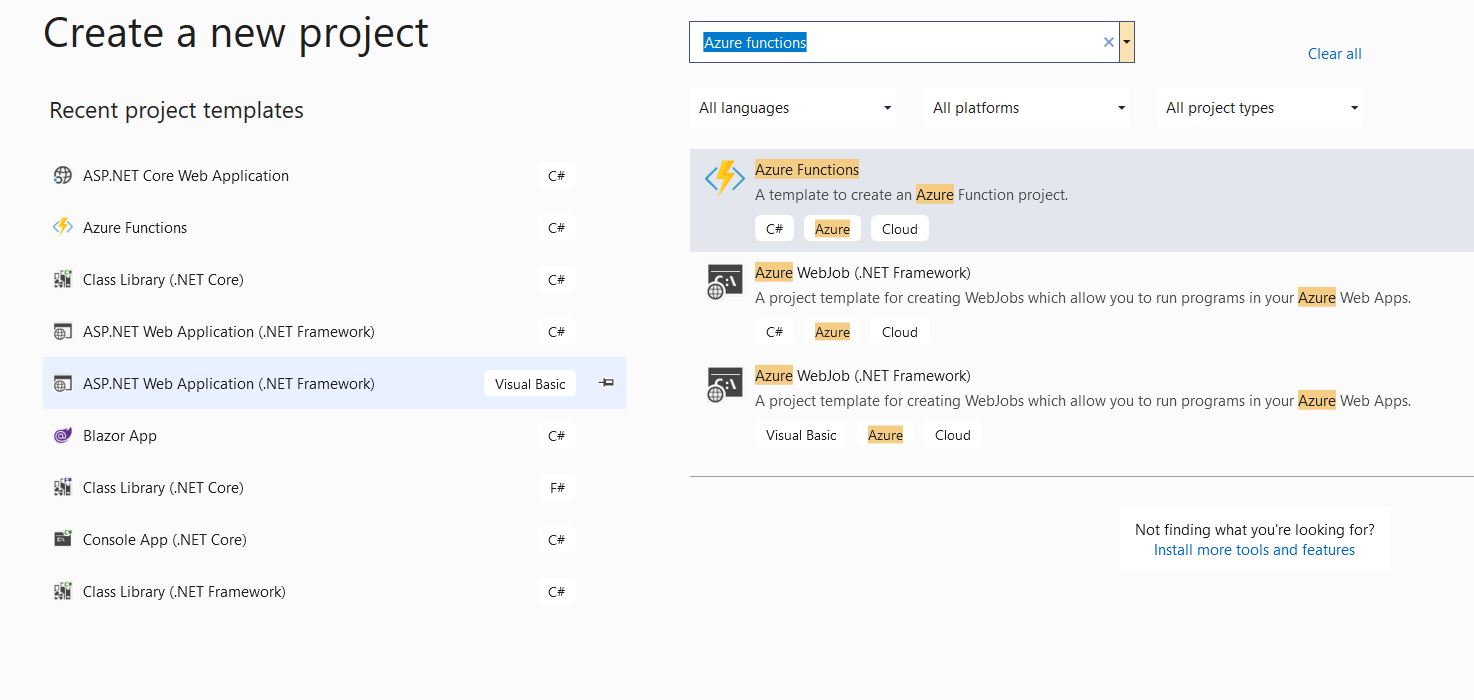 Create a new project
Recent project templates
ASP.NET Core Web Application C#
Azure Functions C#
Class Library (.NET Core) C#
ASP.NET Web Application (.NET Framework) C#
ASP.NET Web Application (.NET Framework) Visual Basic
Blazor App C#
Class Library (.NET Core) F#
Console App (.NET Core) C#
Class Library (.NET Framework) C#
Azure functions
Clear all
All languages All platforms All project types
Azure Functions
A template to create an Azure Function project.
C# Azure Cloud
Azure WebJob (.NET Framework)
A project template for creating WebJobs which allow you to run programs in your Azure Web Apps.
C# Azure Cloud
Azure WebJob (.NET Framework)
A project template for creating WebJobs which allow you to run programs in your Azure Web Apps.
Visual Basic Azure Cloud
Not finding what you're looking for?
Install more tools and features